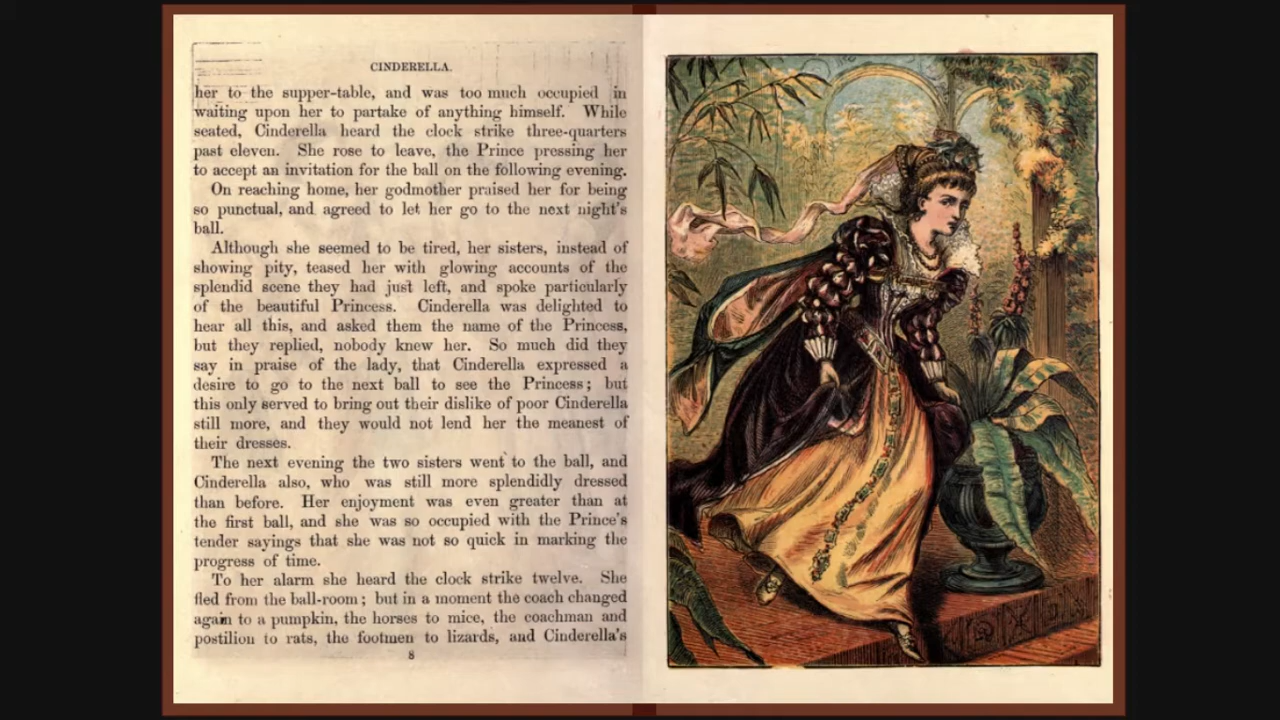 CINDERELLA.
her to the supper-table, and was too much occupied in
waiting upon her to partake of anything himself. While
seated, Cinderella heard the clock strike three-quarters
past eleven. She rose to leave, the Prince pressing her
to accept an invitation for the ball on the following evening.
On reaching home, her godmother praised her for being
so punctual, and agreed to let her go to the next night's
ball.
Although she seemed to be tired, her sisters, instead of
showing pity, teased her with glowing accounts of the
splendid scene they had just left, and spoke particularly
of the beautiful Princess. Cinderella was delighted to
hear all this, and asked them the name of the Princess,
but they replied, nobody knew her. So much did they
say in praise of the lady, that Cinderella expressed a
desire to go to the next ball to see the Princess; but
this only served to bring out their dislike of poor Cinderella
still more, and they would not lend her the meanest of
their dresses.
The next evening the two sisters went to the ball, and
Cinderella also, who was still more splendidly dressed
than before. Her enjoyment was even greater than at
the first ball, and she was so occupied with the Prince's
tender sayings that she was not so quick in marking the
progress of time.
To her alarm she heard the clock strike twelve. She
fled from the ball-room; but in a moment the coach changed
again to a pumpkin, the horses to mice, the coachman and
postilion to rats, the footmen to lizards, and Cinderella's
8